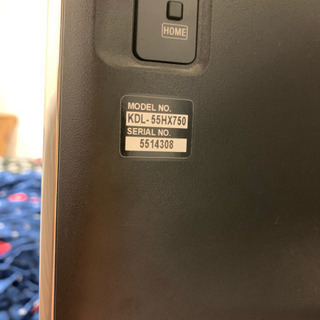 HOME
MODEL NO.
KDL-55HX750
SERIAL NO.
5514308